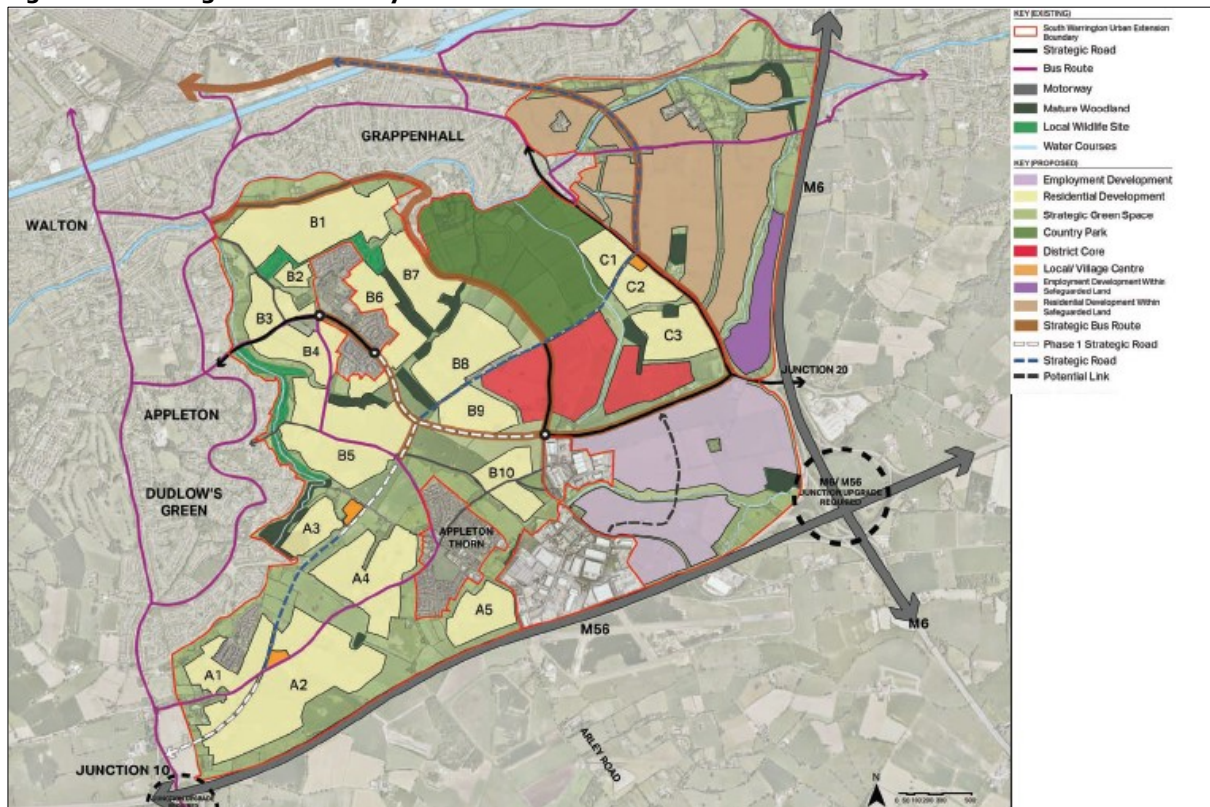 KEY (EXISTING)
South Warrington Urban Extension
Boundary
Strategic Road
Bus Route
Motorway
Mature Woodland
Local Wildlife Site
Water Courses
KEY (PROPOSED)
Employment Development
Residential Development
Strategic Green Space
Country Park
District Core
Local/ Village Centre
Employment Development Within
Safeguarded Land
Residential Development Within
Safeguarded Land
Strategic Bus Route
Phase 1 Strategic Road
Strategic Road
Potential Link
GRAPPENHALL
M6
WALTON
B1
C1
B2
B7
C2
B6
B3
C3
B4
B8
JUNCTION 20
APPLETON
B9
B5
B10
DUDLOW'S
GREEN
M6/ M56
JUNCTION UPGRADE
REQUIRED
A3
APPLETON
THORN
A4
A5
M56
M6
A1
A2
ARLEY
ROAD
JUNCTION 10
N